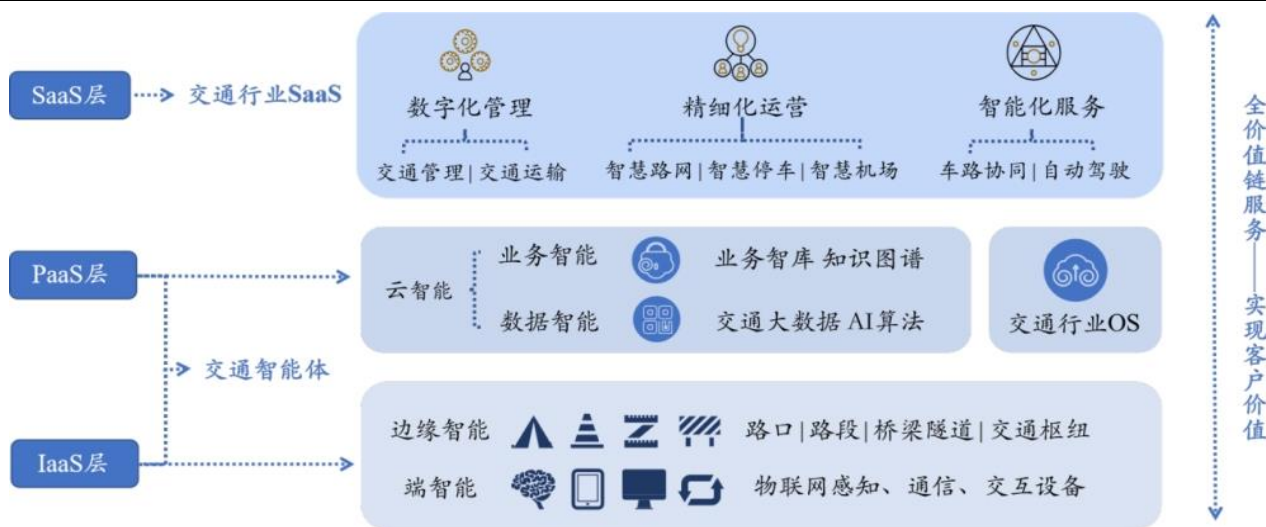 SaaS层
交通行业SaaS
数字化管理
精细化运营
智能化服务
交通管理|交通运输
智慧路网|智慧停车|智慧机场
车路协同|自动驾驶
PaaS层
云智能
业务智能
业务智库 知识图谱
数据智能
交通大数据 AI算法
交通行业OS
交通智能体
IaaS层
边缘智能
路口|路段|桥梁隧道|交通枢纽
端智能
物联网感知、通信、交互设备
全价值链服务——实现客户价值